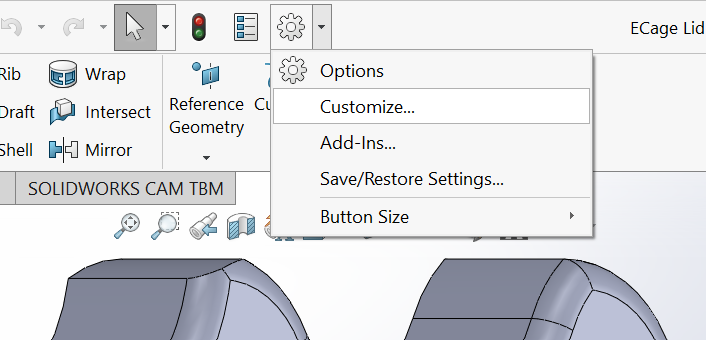 ECage Lid
Options
Rib
Wrap
Customize...
Draft
Intersect
Reference
Geometry
Add-Ins...
Shell
Mirror
Save/Restore Settings...
SOLIDWORKS CAM TBM
Button Size